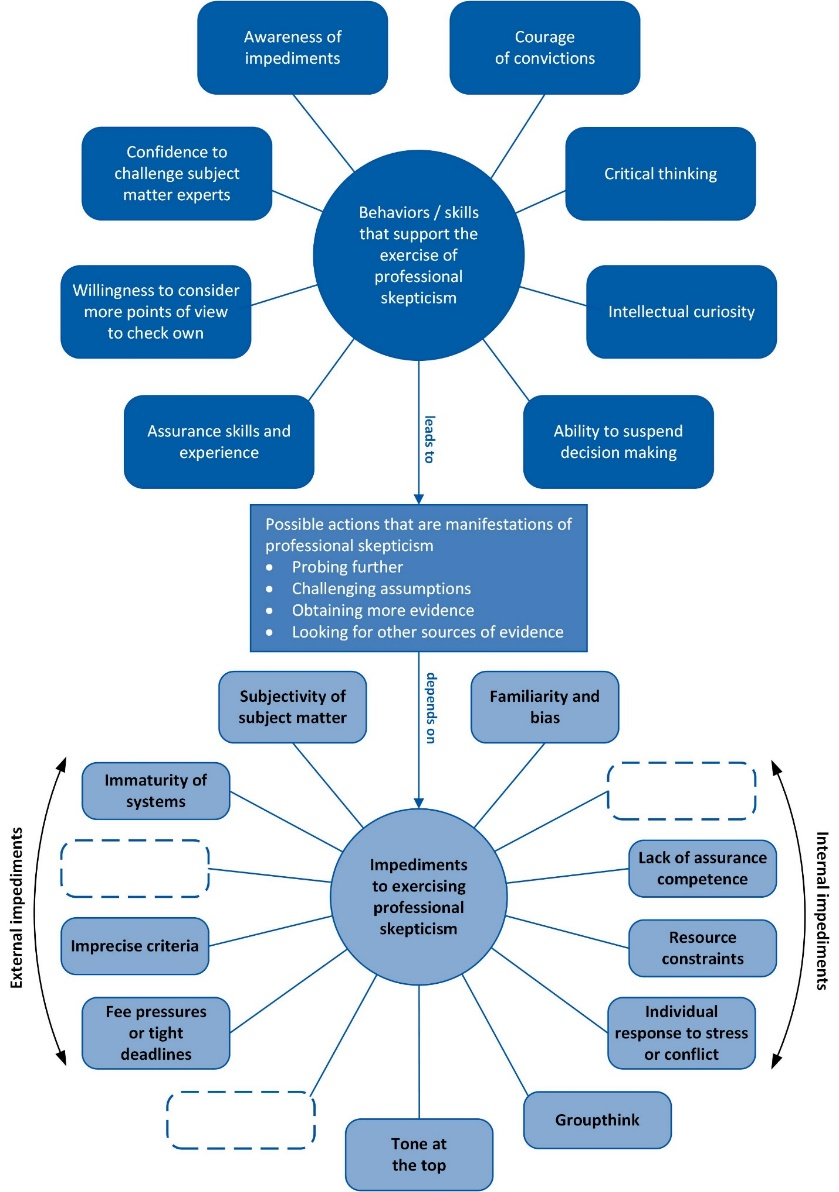 Awareness of
impediments
Courage
of convictions
Confidence to
challenge subject
matter experts
Critical thinking
Behaviors / skills
that support the
exercise of
professional
skepticism
Willingness to consider
more points of view
to check own
Intellectual curiosity
Assurance skills and
experience
Ability to suspend
decision making
leads to
Possible actions that are manifestations of
professional skepticism
• Probing further
• Challenging assumptions
• Obtaining more evidence
• Looking for other sources of evidence
depends on
Subjectivity of
subject matter
Familiarity and
bias
Immaturity of
systems
External impediments
Internal impediments
Impediments
to exercising
professional
skepticism
Lack of assurance
competence
Imprecise criteria
Resource
constraints
Fee pressures
or tight
deadlines
Individual
response to stress
or conflict
Groupthink
Tone at
the top